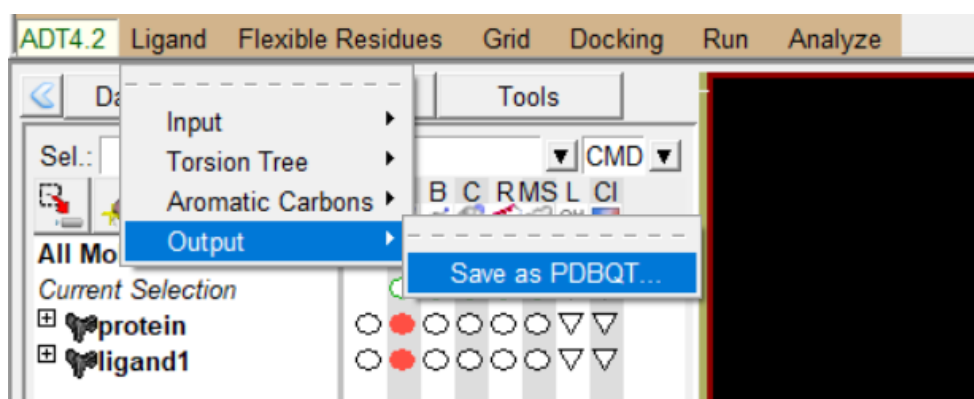 ADT4.2 Ligand Flexible Residues Grid Docking Run Analyze
Tools
Input
Sel.: CMD
Torsion Tree
Aromatic Carbons B C R MS L Cl
Output
All Mo
Save as PDBQT...
Current Selection
protein
ligand1